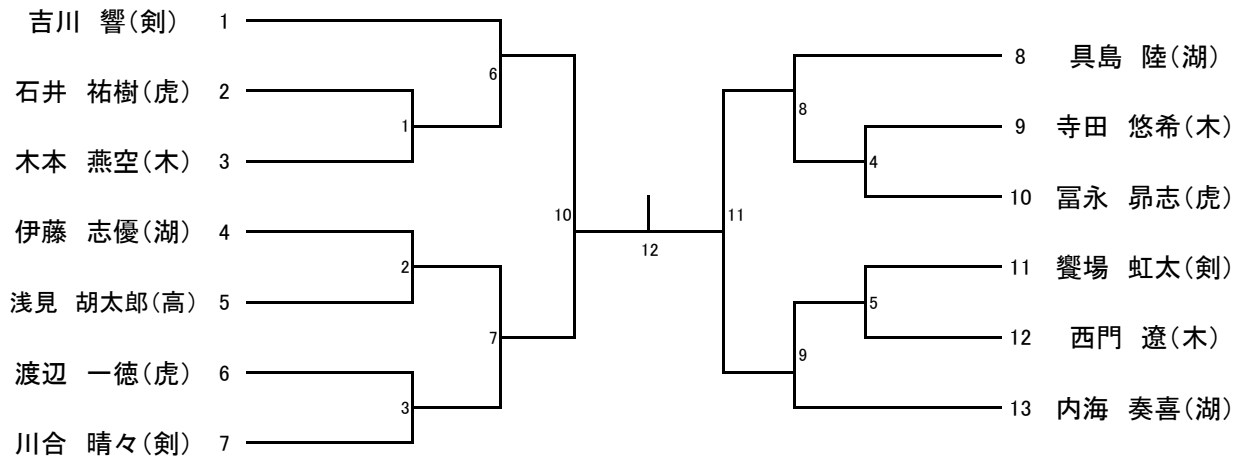 吉川　響(剣)　1
石井　祐樹(虎)　2
木本　燕空(木)　3
伊藤　志優(湖)　4
浅見　胡太郎(高)　5
渡辺　一徳(虎)　6
川合　晴々(剣)　7
6
1
2
7
3
10
12
11
8
4
5
9
8　具島　陸(湖)
9　寺田　悠希(木)
10　冨永　昴志(虎)
11　饗場　虹太(剣)
12　西門　遼(木)
13　内海　奏喜(湖)